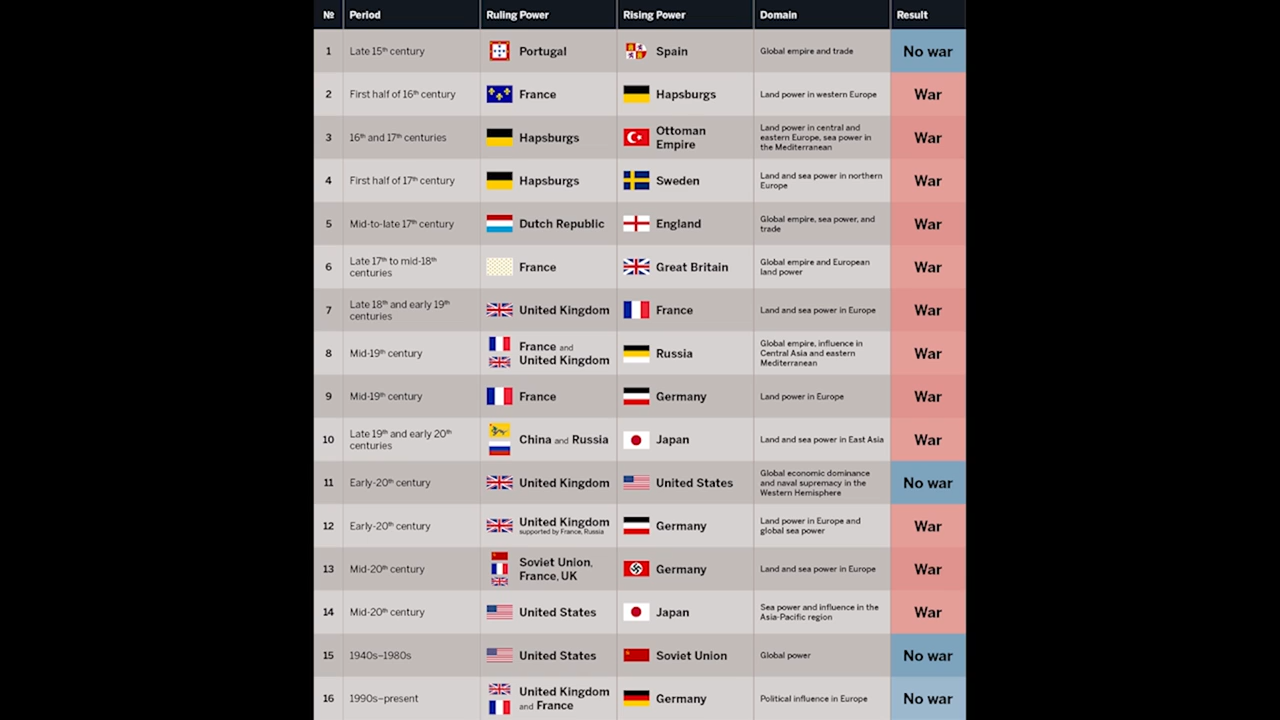 № Period Ruling Power Rising Power Domain Result
1 Late 15th century Portugal Spain Global empire and trade No war
2 First half of 16th century France Hapsburgs Land power in western Europe War
3 16th and 17th centuries Hapsburgs Ottoman Empire Land power in central and eastern Europe, sea power in the Mediterranean War
4 First half of 17th century Hapsburgs Sweden Land and sea power in northern Europe War
5 Mid-to-late 17th century Dutch Republic England Global empire, sea power, and trade War
6 Late 17th to mid-18th centuries France Great Britain Global empire and European land power War
7 Late 18th and early 19th centuries United Kingdom France Land and sea power in Europe War
8 Mid-19th century France and United Kingdom Russia Global empire, influence in Central Asia and eastern Mediterranean War
9 Mid-19th century France Germany Land power in Europe War
10 Late 19th and early 20th centuries China and Russia Japan Land and sea power in East Asia War
11 Early-20th century United Kingdom United States Global economic dominance and naval supremacy in the Western Hemisphere No war
12 Early-20th century United Kingdom supported by France, Russia Germany Land power in Europe and global sea power War
13 Mid-20th century Soviet Union, France, UK Germany Land and sea power in Europe War
14 Mid-20th century United States Japan Sea power and influence in the Asia-Pacific region War
15 1940s–1980s United States Soviet Union Global power No war
16 1990s–present United Kingdom and France Germany Political influence in Europe No war